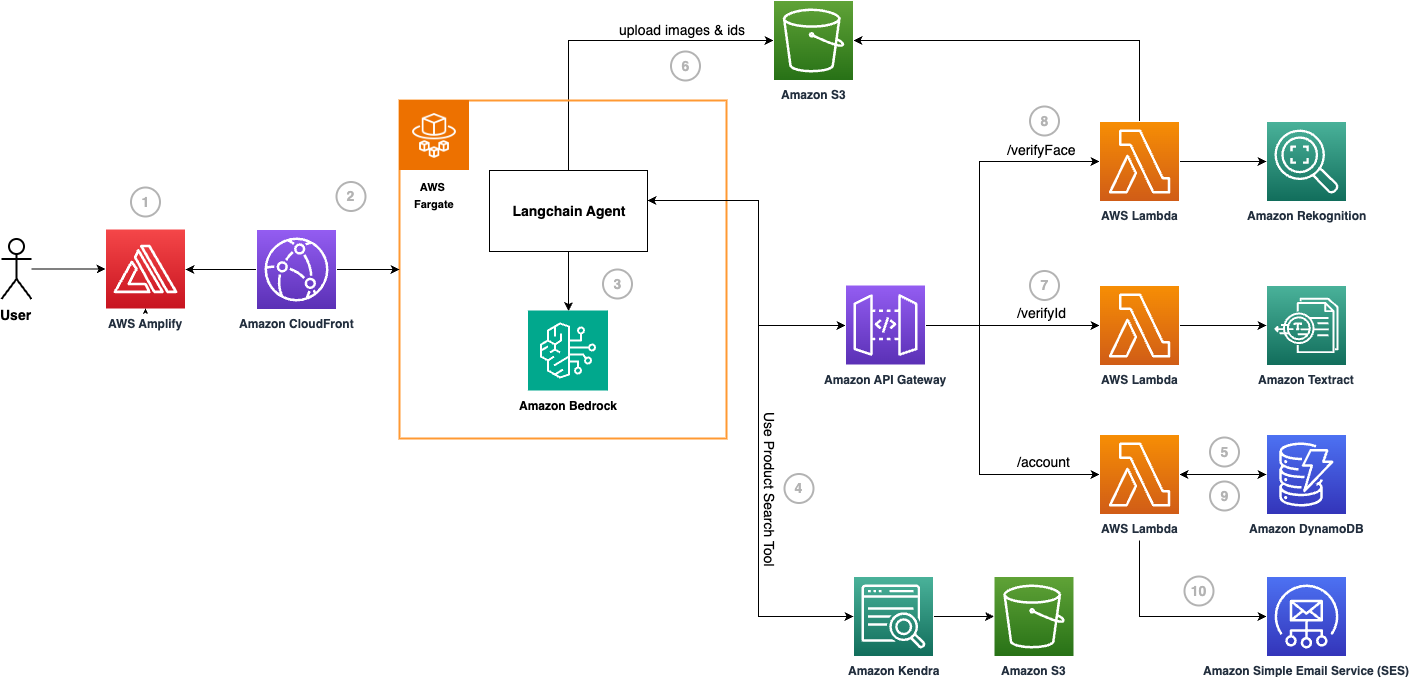 upload images & ids
6
Amazon S3
8
/verifyFace
AWS Lambda
Amazon Rekognition
AWS
Fargate
Langchain Agent
1
2
User
AWS Amplify
Amazon CloudFront
3
Amazon Bedrock
7
/verifyId
</>
Amazon API Gateway
AWS Lambda
T
Amazon Textract
Use Product Search Tool
4
/account
5
9
AWS Lambda
Amazon DynamoDB
10
Amazon Kendra
Amazon S3
Amazon Simple Email Service (SES)